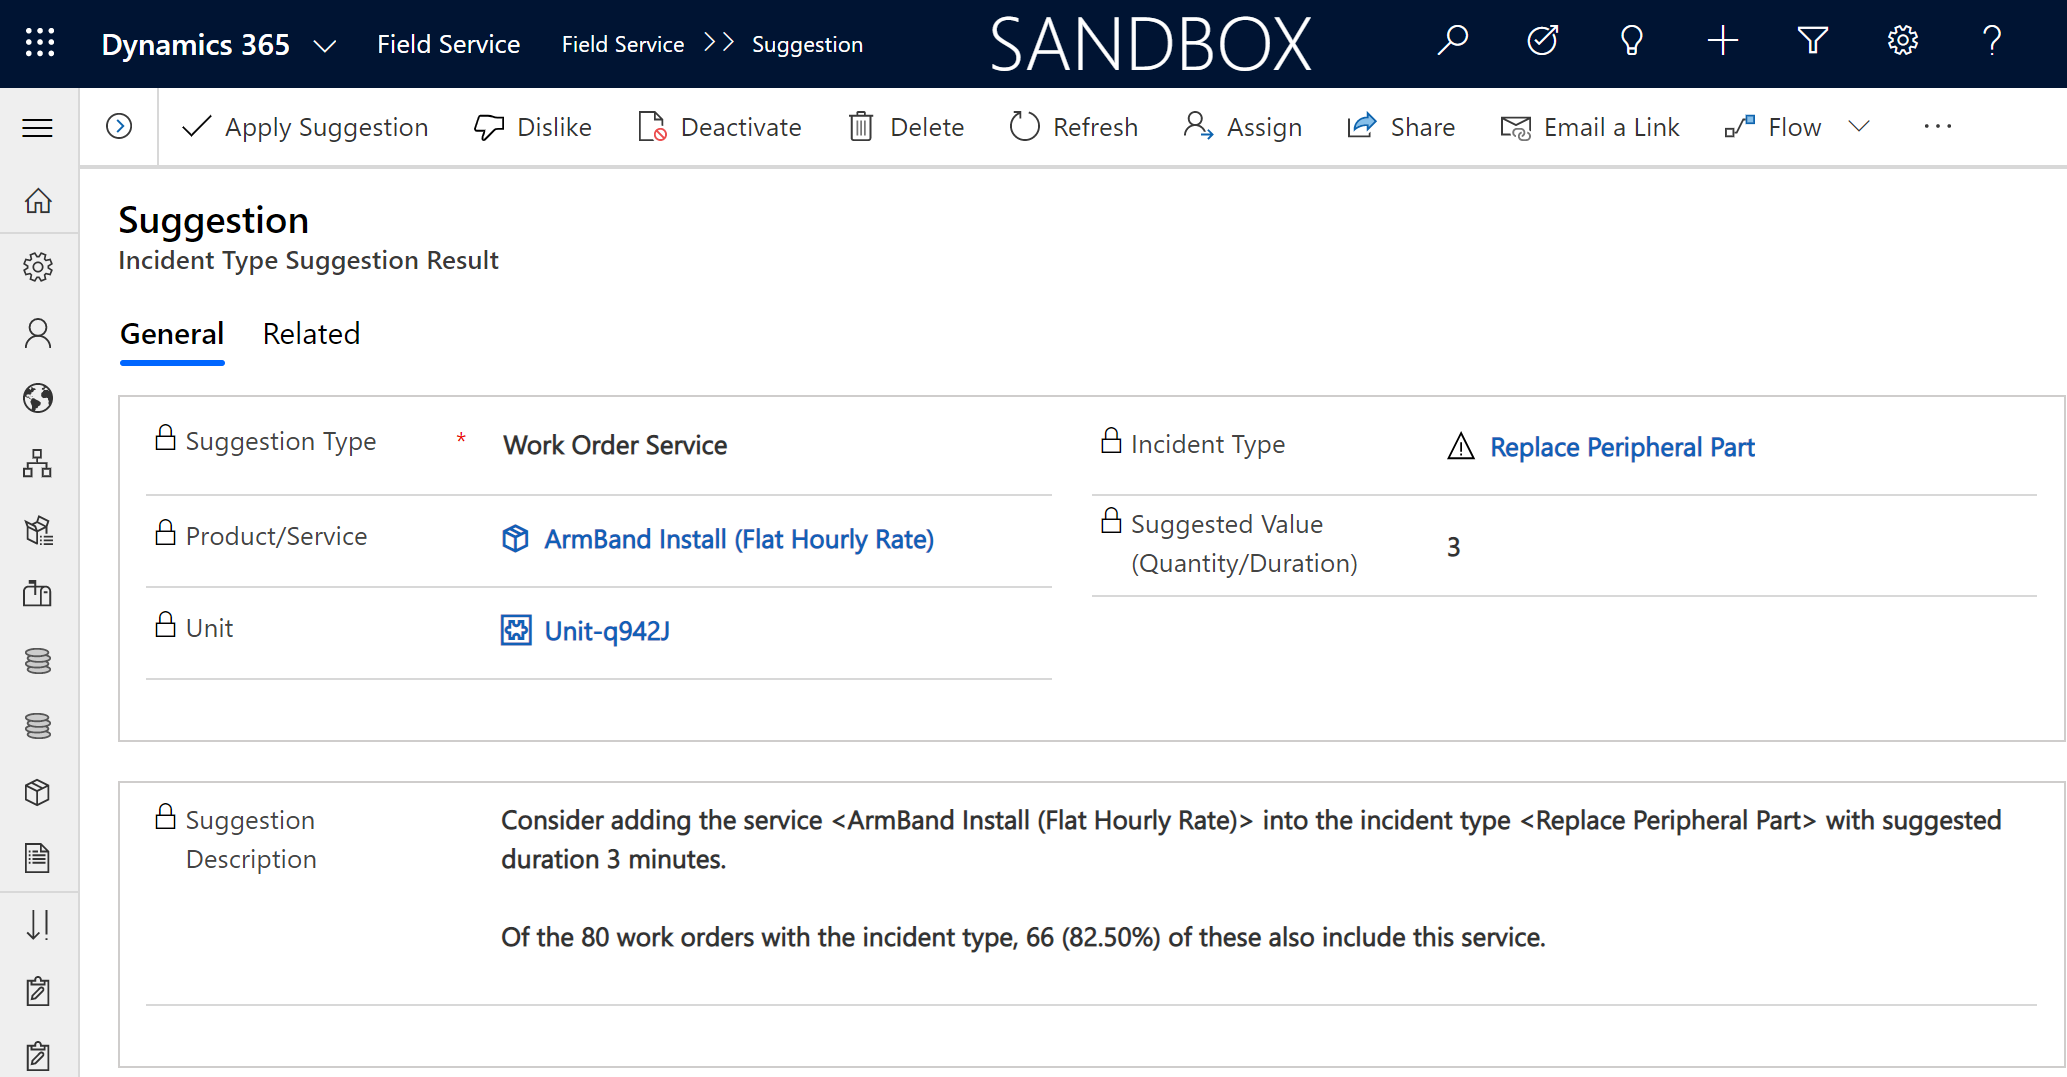 Dynamics 365 Field Service Field Service >> Suggestion SANDBOX
Apply Suggestion Dislike Deactivate Delete Refresh Assign Share Email a Link Flow ...
Suggestion
Incident Type Suggestion Result
General Related
Suggestion Type * Work Order Service
Incident Type Replace Peripheral Part
Product/Service ArmBand Install (Flat Hourly Rate)
Suggested Value
(Quantity/Duration) 3
Unit Unit-q942J
Suggestion
Description
Consider adding the service <ArmBand Install (Flat Hourly Rate)> into the incident type <Replace Peripheral Part> with suggested
duration 3 minutes.
Of the 80 work orders with the incident type, 66 (82.50%) of these also include this service.